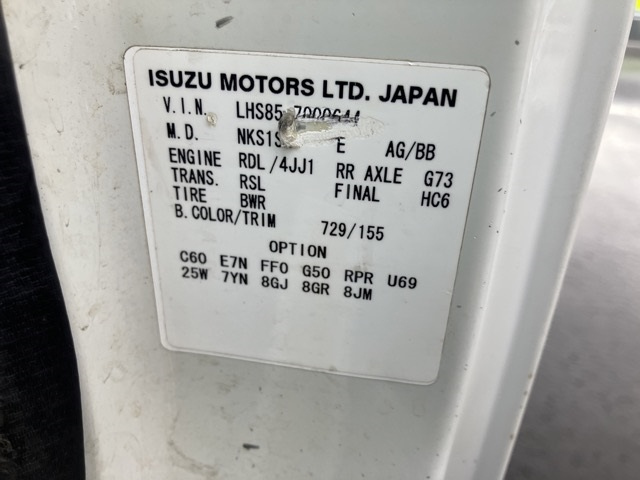 ISUZU MOTORS LTD. JAPAN
V.I.N. LHS85
M.D. E AG/BB
ENGINE RDL/4JJ1 RR AXLE G73
TRANS. RSL FINAL HC6
TIRE BWR
B.COLOR/TRIM 729/155
OPTION
C60 E7N FF0 G50 RPR U69
25W 7YN 8GJ 8GR 8JM